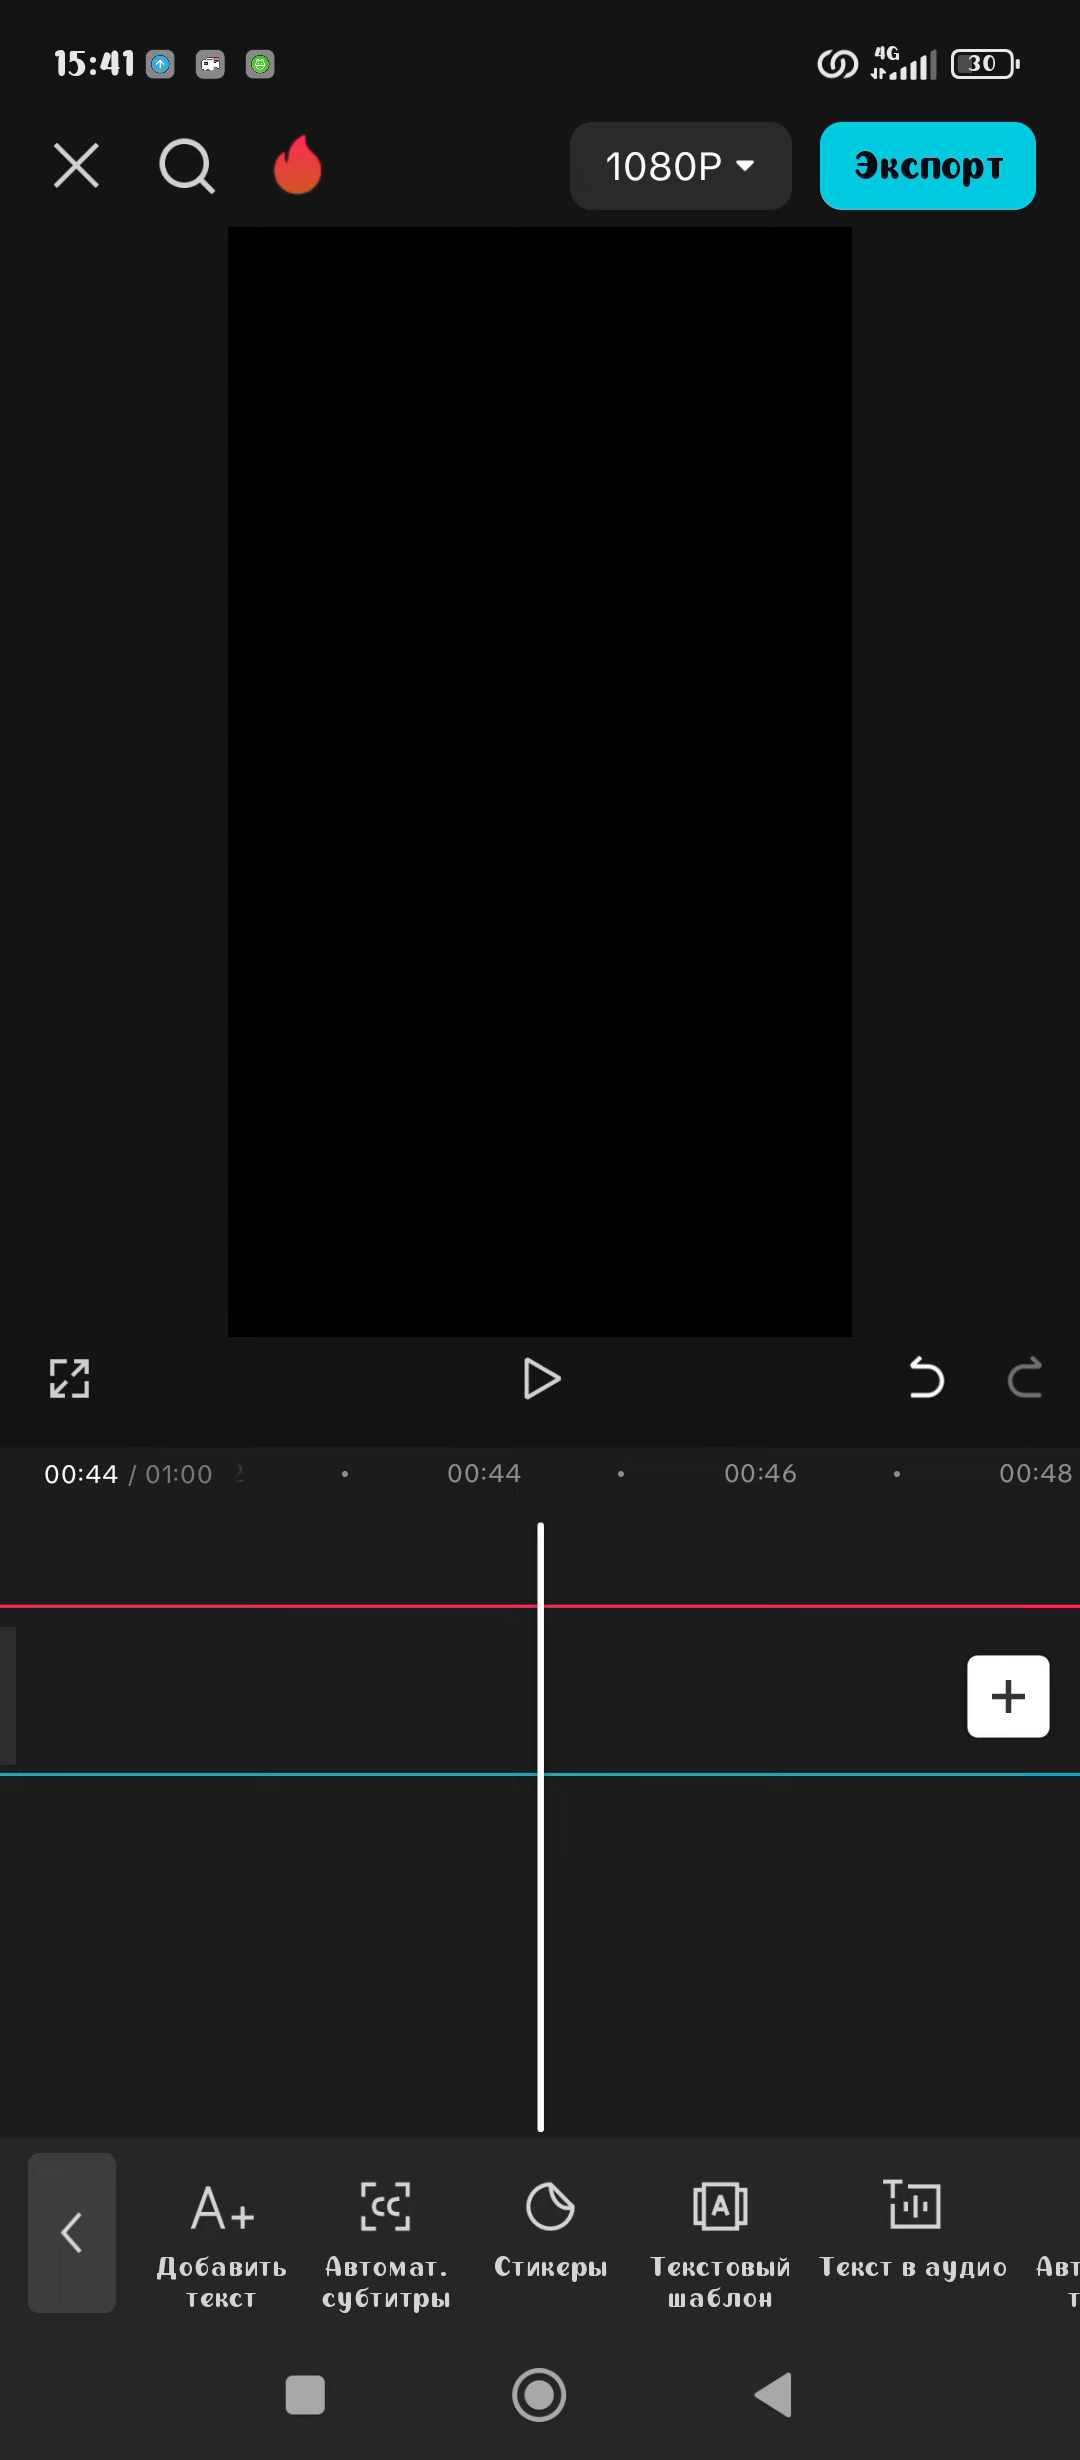 15:41
4G
30
1080P
Экспорт
00:44 / 01:00
00:44
00:46
00:48
Добавить текст
Автомат. субтитры
Стикеры
Текстовый шаблон
Текст в аудио